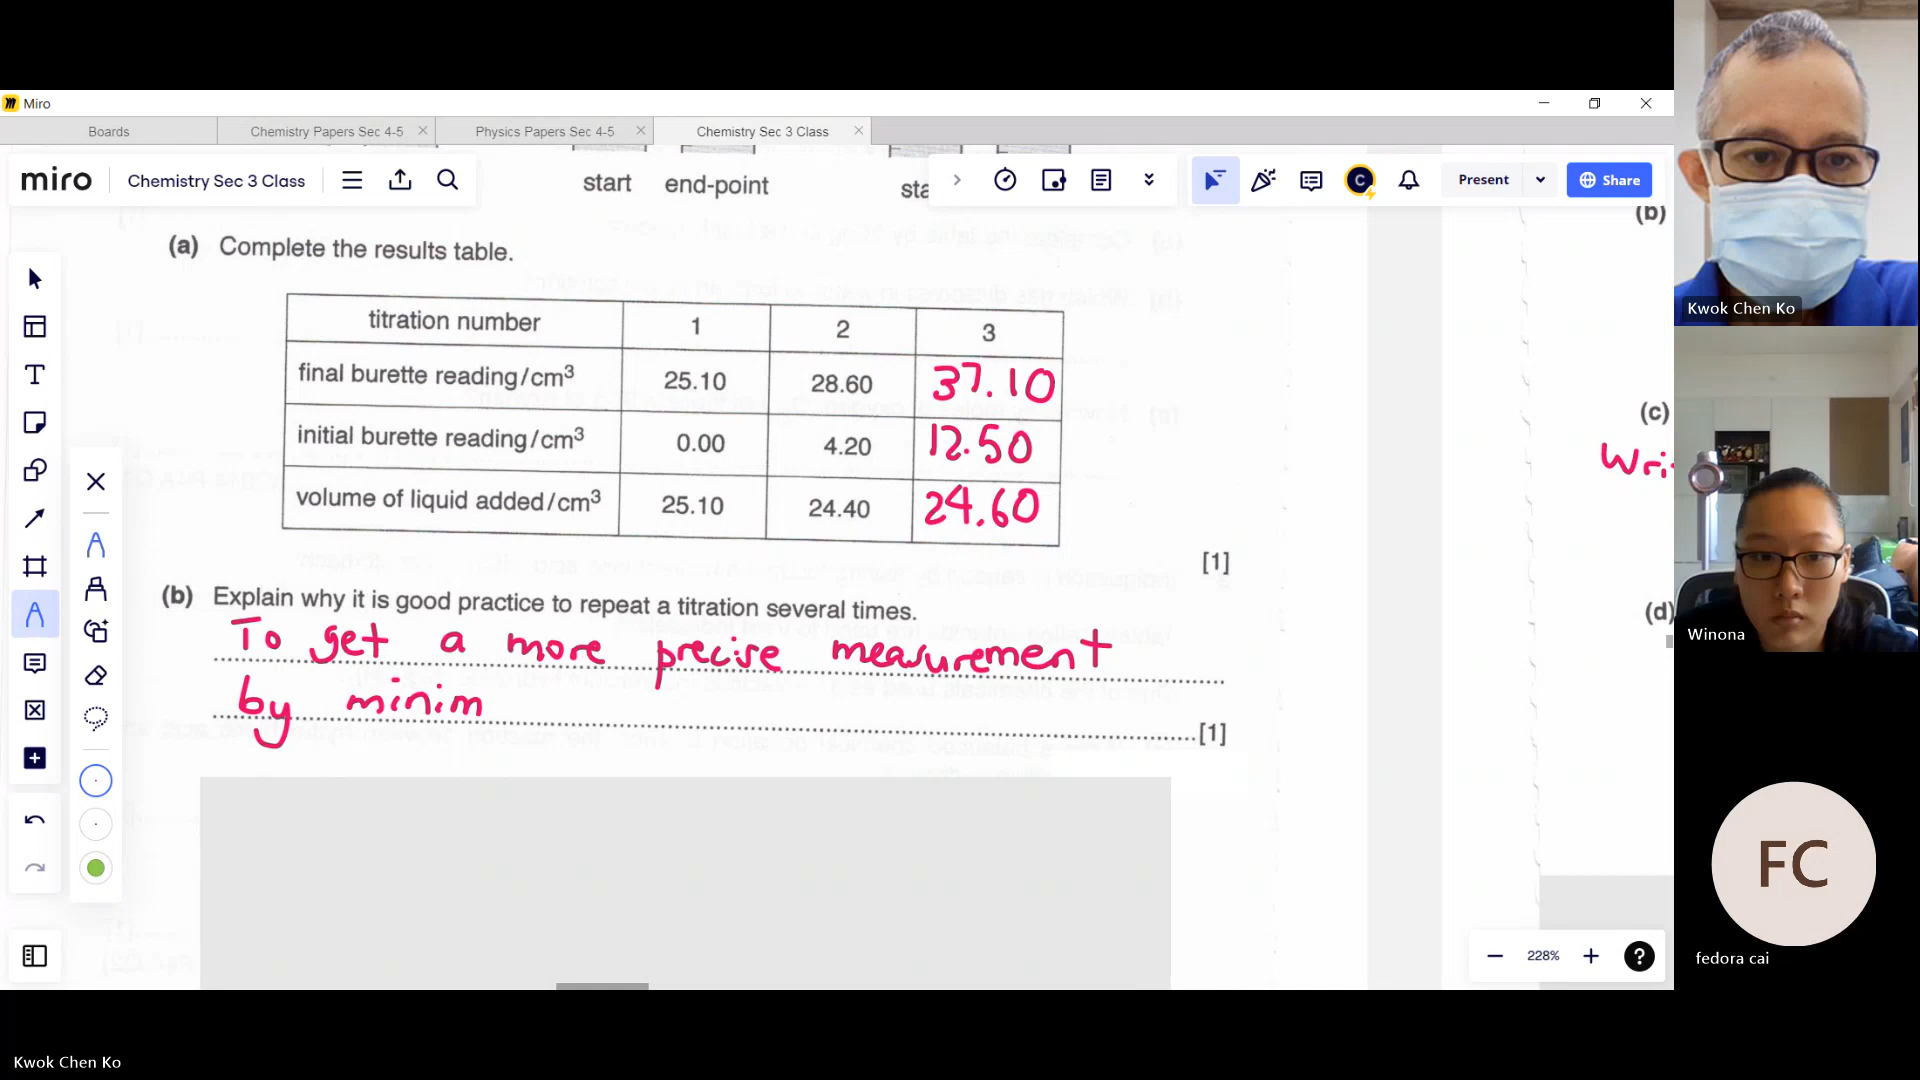 Miro
Boards
Chemistry Papers Sec 4-5
Physics Papers Sec 4-5
Chemistry Sec 3 Class
miro
Chemistry Sec 3 Class
start
end-point
sta
C
Present
Share
(a) Complete the results table.
titration number 1 2 3
final burette reading/cm³ 25.10 28.60 37.10
initial burette reading/cm³ 0.00 4.20 12.50
volume of liquid added/cm³ 25.10 24.40 24.60
[1]
(b) Explain why it is good practice to repeat a titration several times.
To get a more precise measurement
by minim
[1]
(b)
(c)
Wri
(d)
228%
?
Kwok Chen Ko
Winona
FC
fedora cai
Kwok Chen Ko